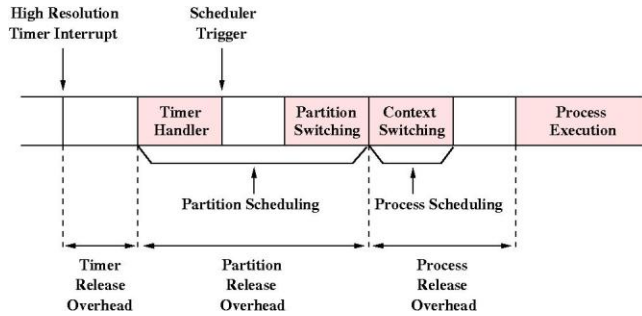 High Resolution
Timer Interrupt
Scheduler
Trigger
Timer
Handler
Partition
Switching
Context
Switching
Process
Execution
Partition Scheduling
Process Scheduling
Timer
Release
Overhead
Partition
Release
Overhead
Process
Release
Overhead